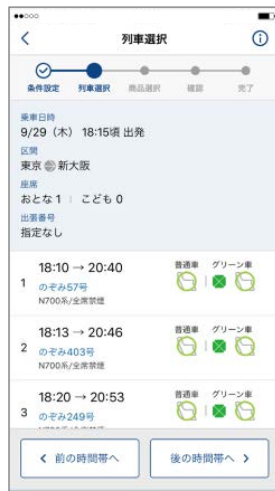 列車選択
条件設定 列車選択 商品選択 確認 完了
乗車日時
9/29（木） 18:15頃 出発
区間
東京 新大阪
座席
おとな 1 | こども 0
出張番号
指定なし
18:10 → 20:40 普通車 グリーン車
1 のぞみ57号
N700系/全席禁煙
18:13 → 20:46 普通車 グリーン車
2 のぞみ403号
N700系/全席禁煙
18:20 → 20:53 普通車 グリーン車
3 のぞみ249号
< 前の時間帯へ 後の時間帯へ >